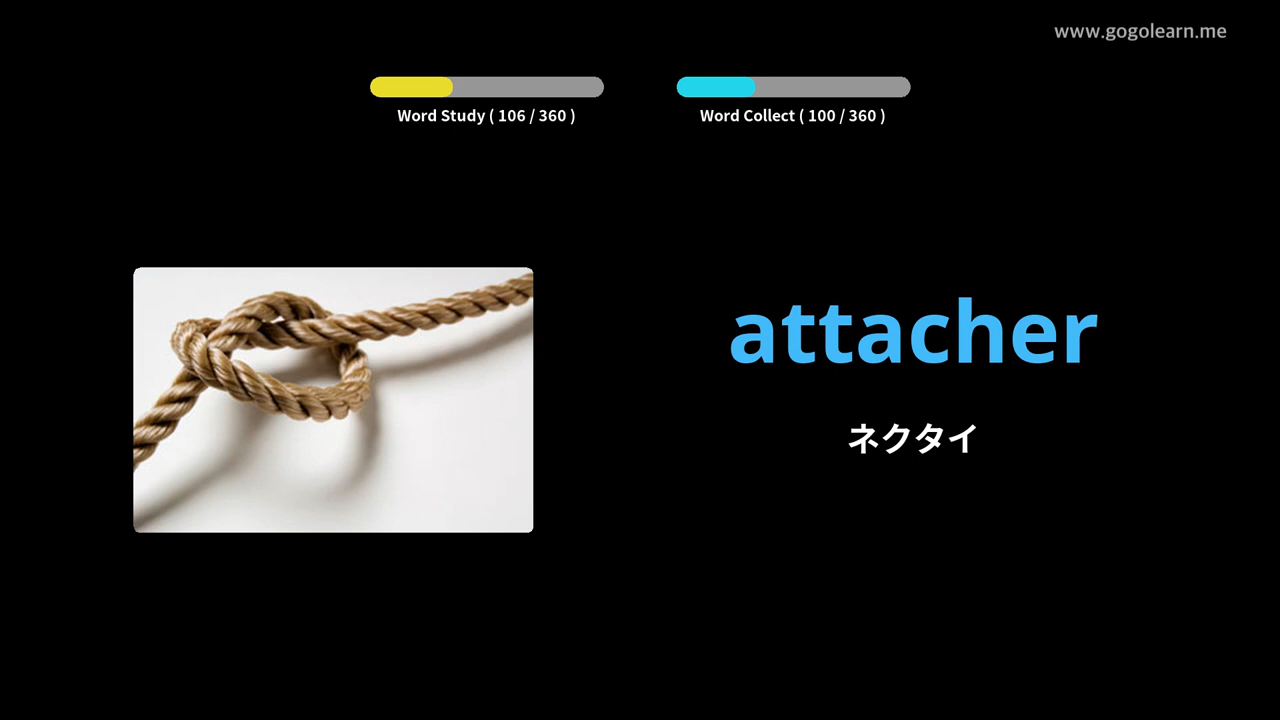 www.gogolearn.me
Word Study ( 106 / 360 )
Word Collect ( 100 / 360 )
attacher
ネクタイ